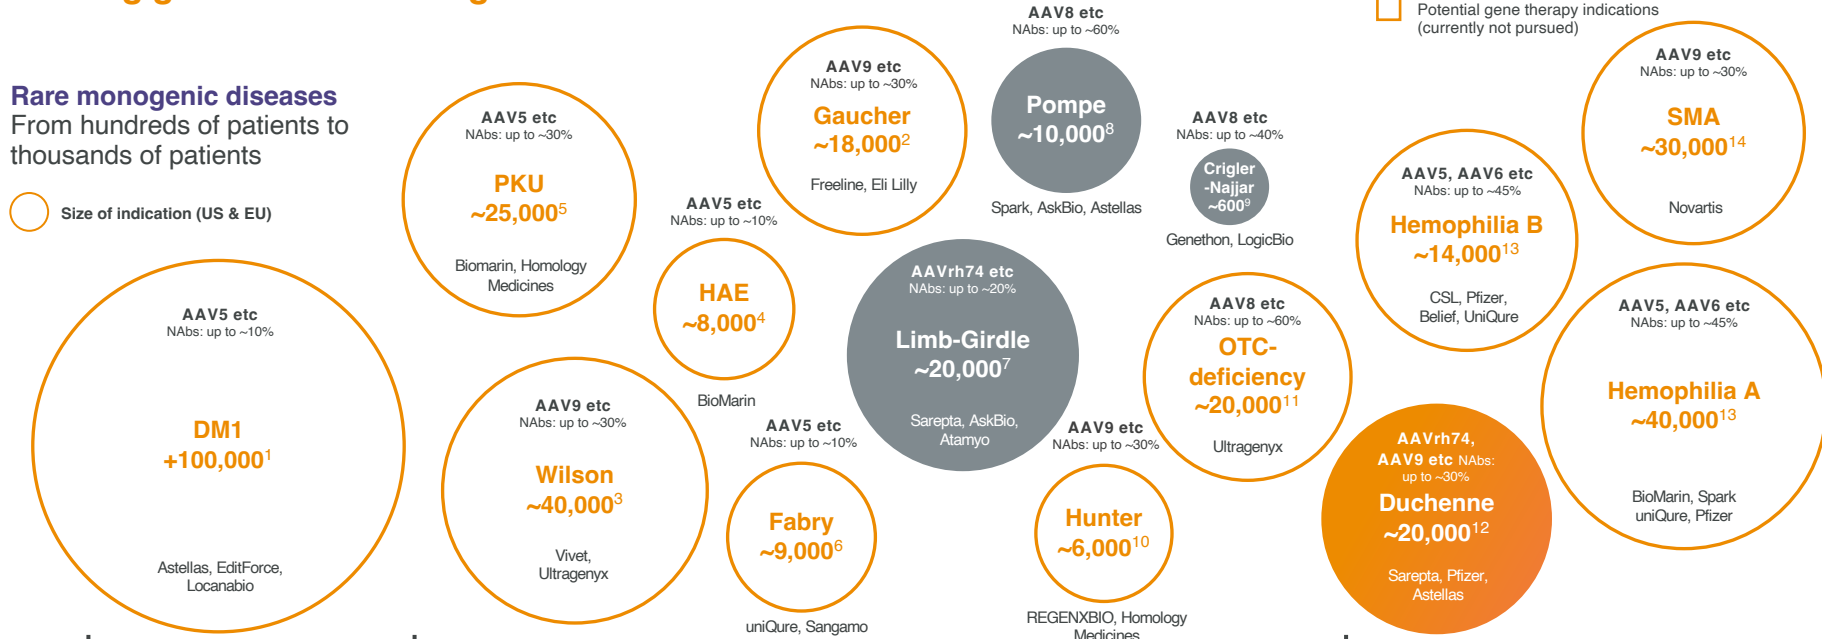 Potential gene therapy indications
(currently not pursued)
Rare monogenic diseases
From hundreds of patients to
thousands of patients
Size of indication (US & EU)
AAV5 etc
NAbs: up to ~10%
DM1
+100,000¹
Astellas, EditForce,
Locanabio
AAV5 etc
NAbs: up to ~30%
PKU
~25,000⁵
Biomarin, Homology
Medicines
AAV9 etc
NAbs: up to ~30%
Wilson
~40,000³
Vivet,
Ultragenyx
AAV5 etc
NAbs: up to ~10%
HAE
~8,000⁴
BioMarin
AAV9 etc
NAbs: up to ~30%
Gaucher
~18,000²
Freeline, Eli Lilly
AAV5 etc
NAbs: up to ~10%
Fabry
~9,000⁶
uniQure, Sangamo
AAV8 etc
NAbs: up to ~60%
Pompe
~10,000⁸
Spark, AskBio, Astellas
AAVrh74 etc
NAbs: up to ~20%
Limb-Girdle
~20,000⁷
Sarepta, AskBio,
Atamyo
AAV8 etc
NAbs: up to ~40%
Crigler
-Najjar
~600⁹
Genethon, LogicBio
AAV9 etc
NAbs: up to ~30%
Hunter
~6,000¹⁰
REGENXBIO, Homology
Medicines
AAV8 etc
NAbs: up to ~60%
OTC-
deficiency
~20,000¹¹
Ultragenyx
AAV5, AAV6 etc
NAbs: up to ~45%
Hemophilia B
~14,000¹³
CSL, Pfizer,
Belief, UniQure
AAVrh74,
AAV9 etc NAbs:
up to ~30%
Duchenne
~20,000¹²
Sarepta, Pfizer,
Astellas
AAV9 etc
NAbs: up to ~30%
SMA
~30,000¹⁴
Novartis
AAV5, AAV6 etc
NAbs: up to ~45%
Hemophilia A
~40,000¹³
BioMarin, Spark
uniQure, Pfizer